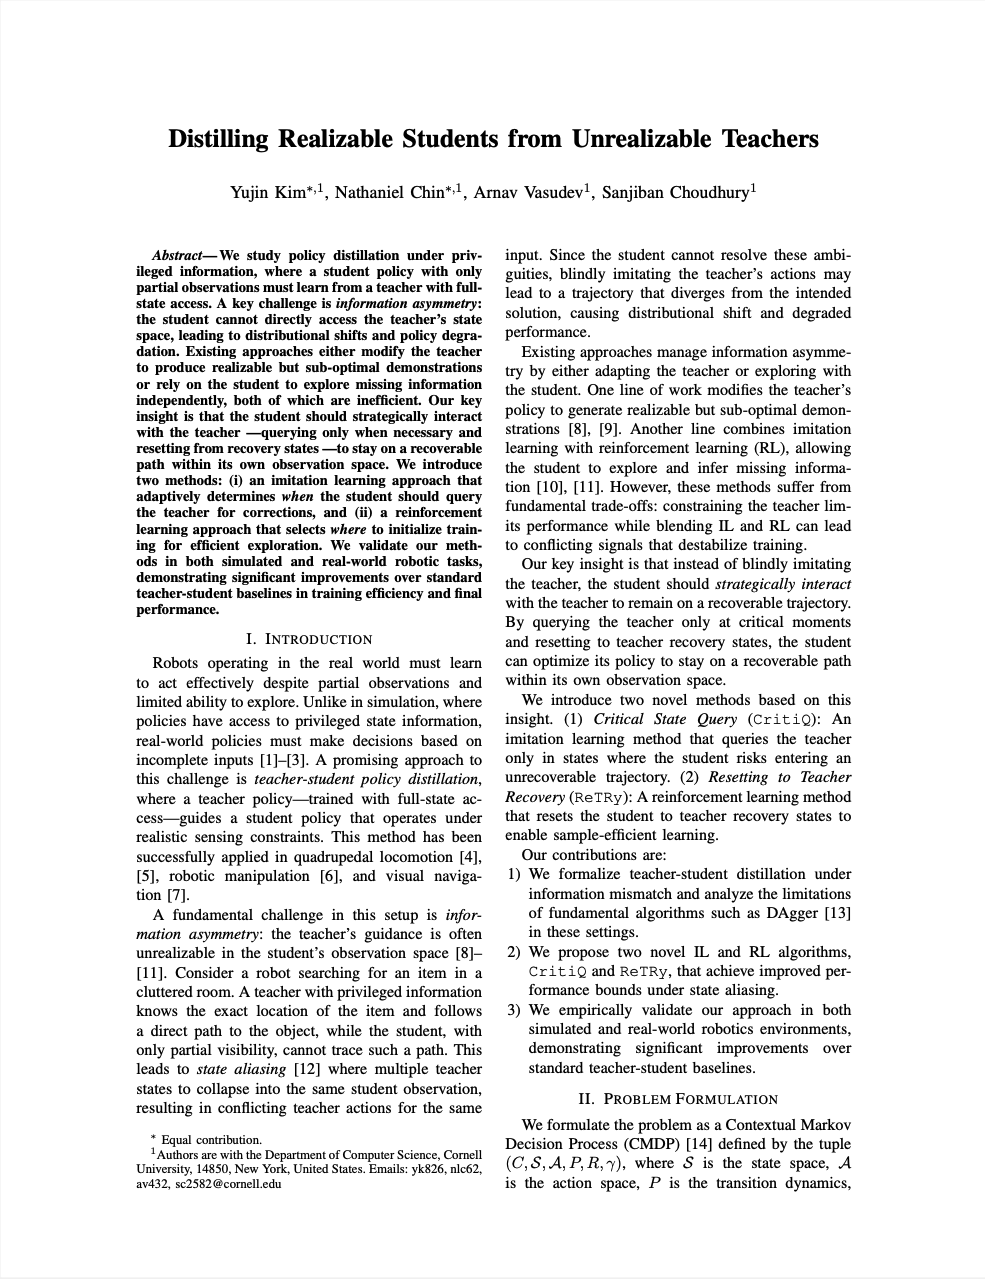 Distilling Realizable Students from Unrealizable Teachers
Yujin Kim*,1, Nathaniel Chin*,1, Arnav Vasudev1, Sanjiban Choudhury1
Abstract—We study policy distillation under priv-
ileged information, where a student policy with only
partial observations must learn from a teacher with full-
state access. A key challenge is information asymmetry:
the student cannot directly access the teacher's state
space, leading to distributional shifts and policy degra-
dation. Existing approaches either modify the teacher
to produce realizable but sub-optimal demonstrations
or rely on the student to explore missing information
independently, both of which are inefficient. Our key
insight is that the student should strategically interact
with the teacher —querying only when necessary and
resetting from recovery states —to stay on a recoverable
path within its own observation space. We introduce
two methods: (i) an imitation learning approach that
adaptively determines when the student should query
the teacher for corrections, and (ii) a reinforcement
learning approach that selects where to initialize train-
ing for efficient exploration. We validate our meth-
ods in both simulated and real-world robotic tasks,
demonstrating significant improvements over standard
teacher-student baselines in training efficiency and final
performance.
I. INTRODUCTION
Robots operating in the real world must learn
to act effectively despite partial observations and
limited ability to explore. Unlike in simulation, where
policies have access to privileged state information,
real-world policies must make decisions based on
incomplete inputs [1]–[3]. A promising approach to
this challenge is teacher-student policy distillation,
where a teacher policy—trained with full-state ac-
cess—guides a student policy that operates under
realistic sensing constraints. This method has been
successfully applied in quadrupedal locomotion [4],
[5], robotic manipulation [6], and visual naviga-
tion [7].
A fundamental challenge in this setup is infor-
mation asymmetry: the teacher's guidance is often
unrealizable in the student's observation space [8]–
[11]. Consider a robot searching for an item in a
cluttered room. A teacher with privileged information
knows the exact location of the item and follows
a direct path to the object, while the student, with
only partial visibility, cannot trace such a path. This
leads to state aliasing [12] where multiple teacher
states to collapse into the same student observation,
resulting in conflicting teacher actions for the same
* Equal contribution.
1Authors are with the Department of Computer Science, Cornell
University, 14850, New York, United States. Emails: yk826, nlc62,
av432, sc2582@cornell.edu
input. Since the student cannot resolve these ambi-
guities, blindly imitating the teacher's actions may
lead to a trajectory that diverges from the intended
solution, causing distributional shift and degraded
performance.
Existing approaches manage information asymme-
try by either adapting the teacher or exploring with
the student. One line of work modifies the teacher's
policy to generate realizable but sub-optimal demon-
strations [8], [9]. Another line combines imitation
learning with reinforcement learning (RL), allowing
the student to explore and infer missing informa-
tion [10], [11]. However, these methods suffer from
fundamental trade-offs: constraining the teacher lim-
its performance while blending IL and RL can lead
to conflicting signals that destabilize training.
Our key insight is that instead of blindly imitating
the teacher, the student should strategically interact
with the teacher to remain on a recoverable trajectory.
By querying the teacher only at critical moments
and resetting to teacher recovery states, the student
can optimize its policy to stay on a recoverable path
within its own observation space.
We introduce two novel methods based on this
insight. (1) Critical State Query (CritiQ): An
imitation learning method that queries the teacher
only in states where the student risks entering an
unrecoverable trajectory. (2) Resetting to Teacher
Recovery (ReTRy): A reinforcement learning method
that resets the student to teacher recovery states to
enable sample-efficient learning.
Our contributions are:
1) We formalize teacher-student distillation under
information mismatch and analyze the limitations
of fundamental algorithms such as DAgger [13]
in these settings.
2) We propose two novel IL and RL algorithms,
CritiQ and ReTRy, that achieve improved per-
formance bounds under state aliasing.
3) We empirically validate our approach in both
simulated and real-world robotics environments,
demonstrating significant improvements over
standard teacher-student baselines.
II. PROBLEM FORMULATION
We formulate the problem as a Contextual Markov
Decision Process (CMDP) [14] defined by the tuple
(C, S, A, P, R, γ), where S is the state space, A
is the action space, P is the transition dynamics,